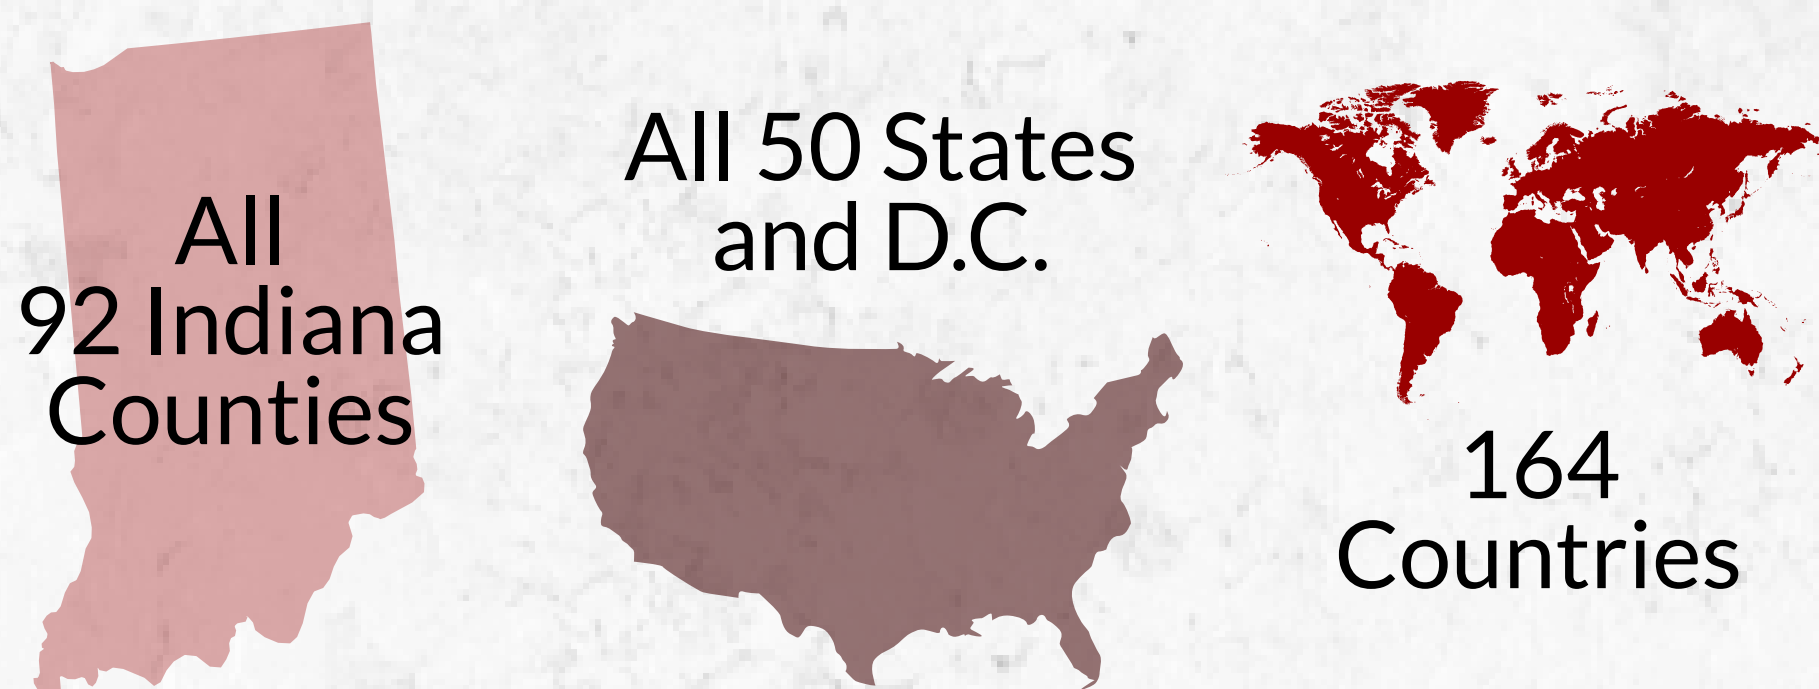 All
92 Indiana
Counties
All 50 States
and D.C.
164
Countries